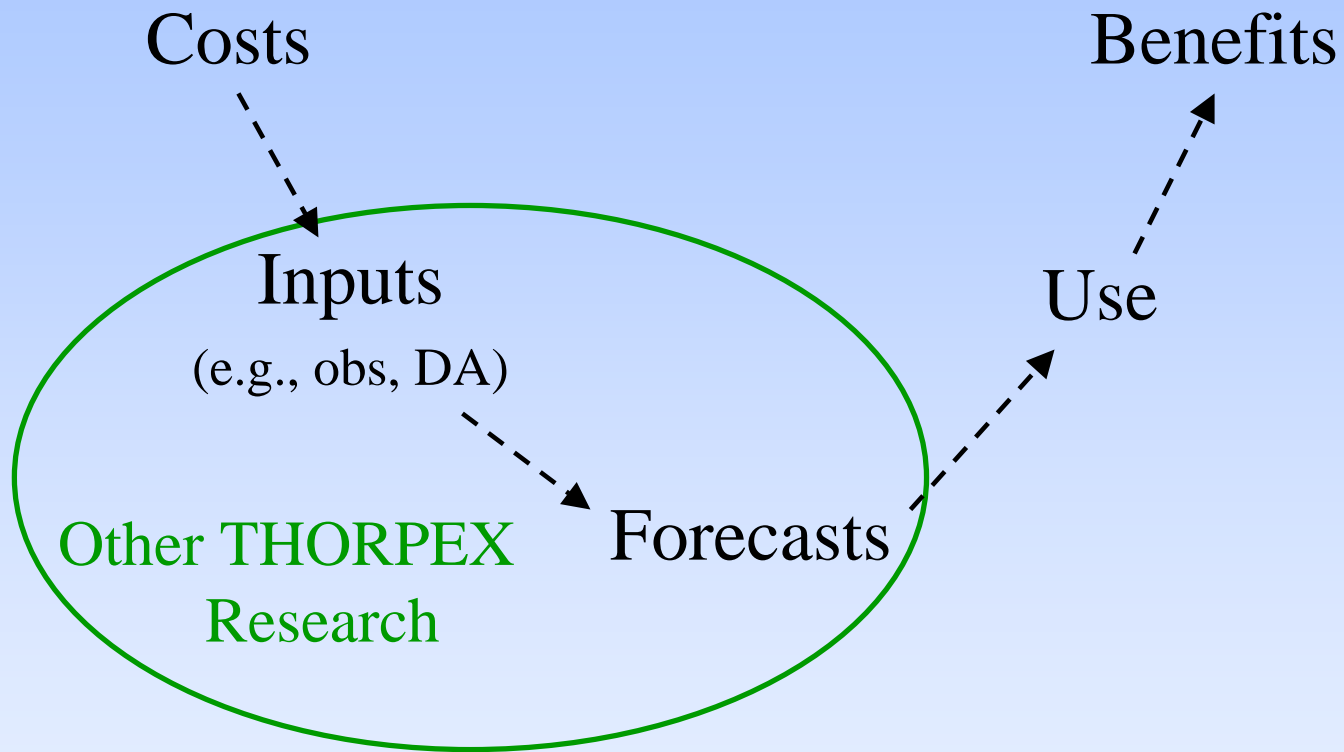 Costs
Benefits
Inputs
(e.g., obs, DA)
Use
Forecasts
Other THORPEX
Research